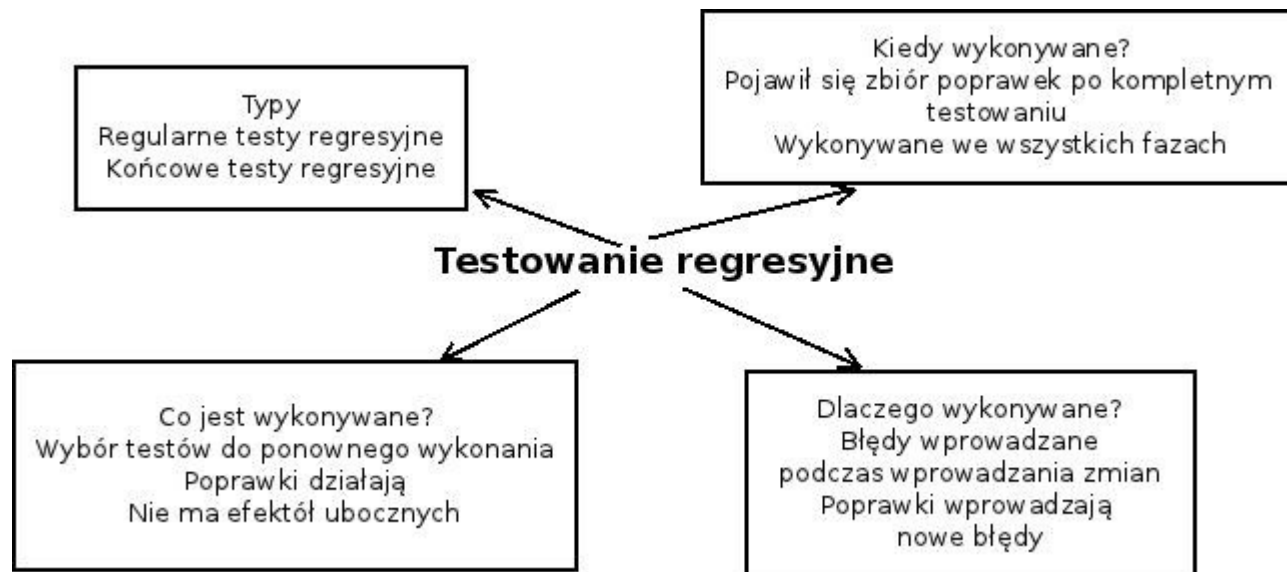 Typy
Regularne testy regresyjne
Końcowe testy regresyjne
Kiedy wykonywane?
Pojawił się zbiór poprawek po kompletnym
testowaniu
Wykonywane we wszystkich fazach
Testowanie regresyjne
Co jest wykonywane?
Wybór testów do ponownego wykonania
Poprawki działają
Nie ma efektół ubocznych
Dlaczego wykonywane?
Błędy wprowadzane
podczas wprowadzania zmian
Poprawki wprowadzają
nowe błędy